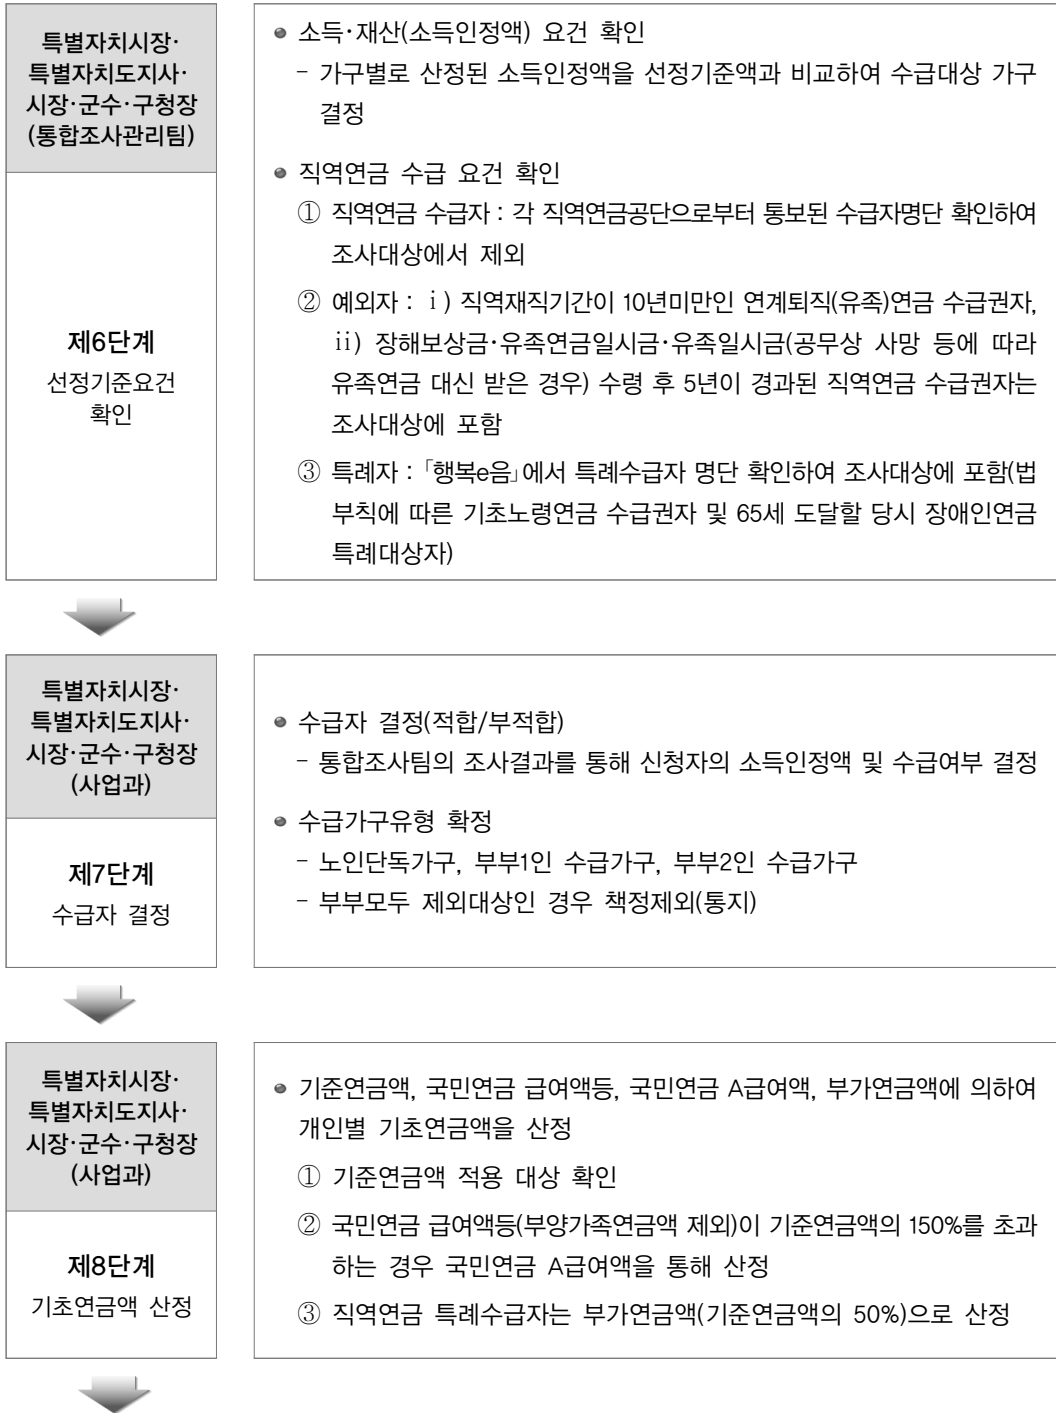 특별자치시장·
특별자치도지사·
시장·군수·구청장
(통합조사관리팀)
제6단계
선정기준요건
확인
소득·재산(소득인정액) 요건 확인
- 가구별로 산정된 소득인정액을 선정기준액과 비교하여 수급대상 가구
결정
직역연금 수급 요건 확인
① 직역연금 수급자 : 각 직역연금공단으로부터 통보된 수급자명단 확인하여
조사대상에서 제외
② 예외자 : ⅰ) 직역재직기간이 10년미만인 연계퇴직(유족)연금 수급권자,
ⅱ) 장해보상금·유족연금일시금·유족일시금(공무상 사망 등에 따라
유족연금 대신 받은 경우) 수령 후 5년이 경과된 직역연금 수급권자는
조사대상에 포함
③ 특례자 : 「행복e음」에서 특례수급자 명단 확인하여 조사대상에 포함(법
부칙에 따른 기초노령연금 수급권자 및 65세 도달할 당시 장애인연금
특례대상자)
특별자치시장·
특별자치도지사·
시장·군수·구청장
(사업과)
제7단계
수급자 결정
수급자 결정(적합/부적합)
- 통합조사팀의 조사결과를 통해 신청자의 소득인정액 및 수급여부 결정
수급가구유형 확정
- 노인단독가구, 부부1인 수급가구, 부부2인 수급가구
- 부부모두 제외대상인 경우 책정제외(통지)
특별자치시장·
특별자치도지사·
시장·군수·구청장
(사업과)
제8단계
기초연금액 산정
기준연금액, 국민연금 급여액등, 국민연금 A급여액, 부가연금액에 의하여
개인별 기초연금액을 산정
① 기준연금액 적용 대상 확인
② 국민연금 급여액등(부양가족연금액 제외)이 기준연금액의 150%를 초과
하는 경우 국민연금 A급여액을 통해 산정
③ 직역연금 특례수급자는 부가연금액(기준연금액의 50%)으로 산정